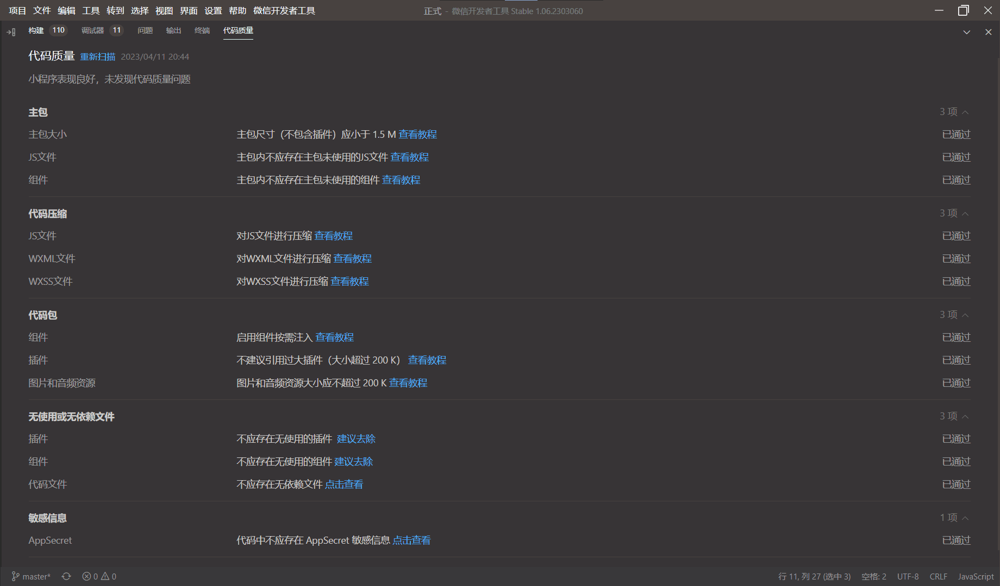 项目 文件 编辑 工具 转到 选择 视图 界面 设置 帮助 微信开发者工具 正式 - 微信开发者工具 Stable 1.06.2303060
构建 110 调试器 11 问题 输出 终端 代码质量
代码质量 重新扫描 2023/04/11 20:44
小程序表现良好，未发现代码质量问题
主包 3 项
主包大小 主包尺寸（不包含插件）应小于 1.5 M 查看教程 已通过
JS文件 主包内不应存在主包未使用的JS文件 查看教程 已通过
组件 主包内不应存在主包未使用的组件 查看教程 已通过
代码压缩 3 项
JS文件 对JS文件进行压缩 查看教程 已通过
WXML文件 对WXML文件进行压缩 查看教程 已通过
WXSS文件 对WXSS文件进行压缩 查看教程 已通过
代码包 3 项
组件 启用组件按需注入 查看教程 已通过
插件 不建议引用过大插件（大小超过 200 K） 查看教程 已通过
图片和音频资源 图片和音频资源大小应不超过 200 K 查看教程 已通过
无使用或无依赖文件 3 项
插件 不应存在无使用的插件 建议去除 已通过
组件 不应存在无使用的组件 建议去除 已通过
代码文件 不应存在无依赖文件 点击查看 已通过
敏感信息 1 项
AppSecret 代码中不应存在 AppSecret 敏感信息 点击查看 已通过
master* 0 0 行 11, 列 27 (选中 3) 空格: 2 UTF-8 CRLF JavaScript